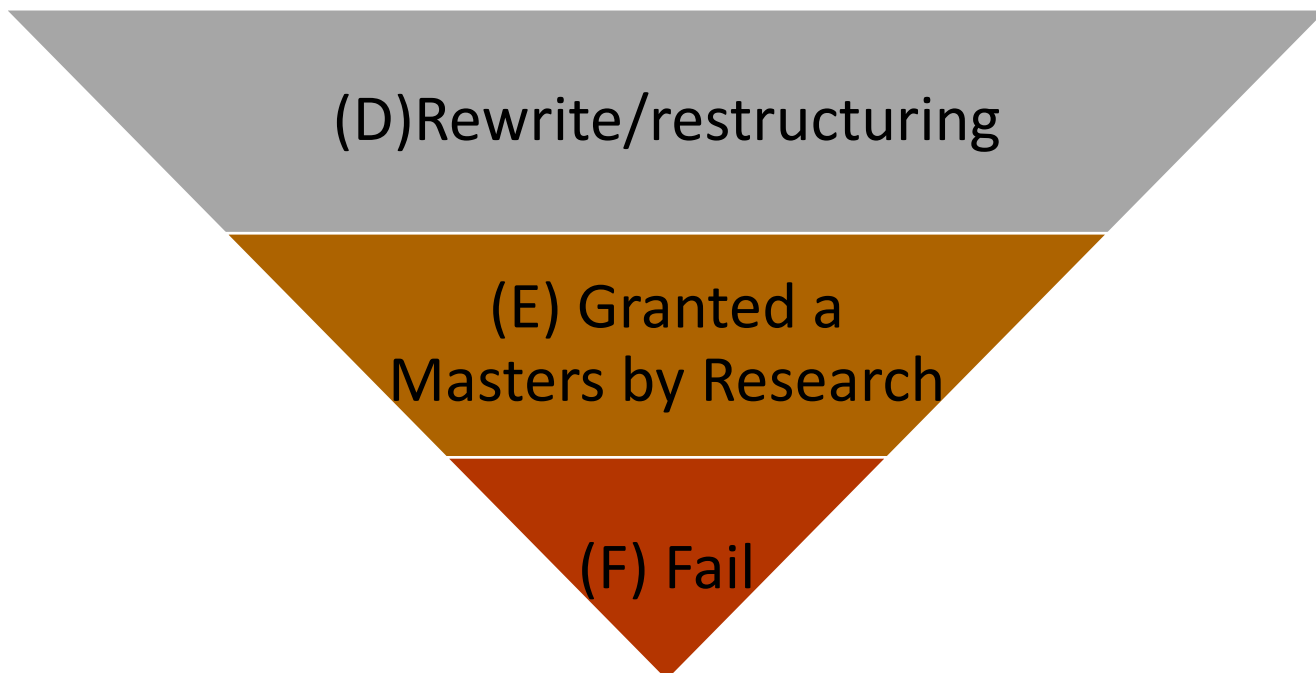 (D)Rewrite/restructuring
(E) Granted a
Masters by Research
(F) Fail